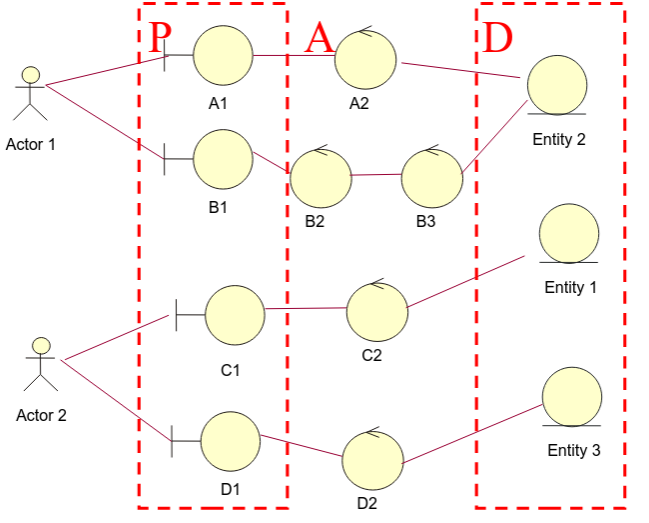 P
A
D
A1
A2
Actor 1
Entity 2
B1
B2
B3
Entity 1
C1
C2
Actor 2
Entity 3
D1
D2